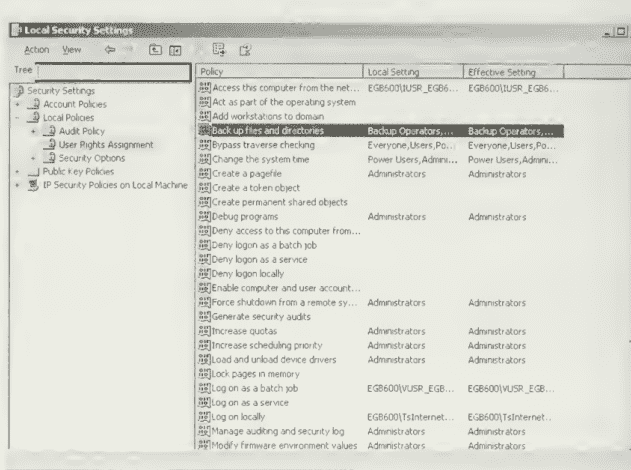 Local Security Settings
Action View
Tree
Policy Local Setting Effective Setting
Security Settings
Account Policies
Local Policies
Audit Policy
User Rights Assignment
Security Options
Public Key Policies
IP Security Policies on Local Machine
Access this computer from the net... EGB600\IUSR_EGB6... EGB600\IUSR_EGB6...
Act as part of the operating system
Add workstations to domain
Back up files and directories Backup Operators,... Backup Operators,...
Bypass traverse checking Everyone,Users,Po... Everyone,Users,Po...
Change the system time Power Users,Admini... Power Users,Admini...
Create a pagefile Administrators Administrators
Create a token object
Create permanent shared objects
Debug programs Administrators Administrators
Deny access to this computer from...
Deny logon as a batch job
Deny logon as a service
Deny logon locally
Enable computer and user account...
Force shutdown from a remote sy... Administrators Administrators
Generate security audits
Increase quotas Administrators Administrators
Increase scheduling priority Administrators Administrators
Load and unload device drivers Administrators Administrators
Lock pages in memory
Log on as a batch job EGB600\VUSR_EGB... EGB600\VUSR_EGB...
Log on as a service
Log on locally EGB600\TsInternet... EGB600\TsInternet...
Manage auditing and security log Administrators Administrators
Modify firmware environment values Administrators Administrators